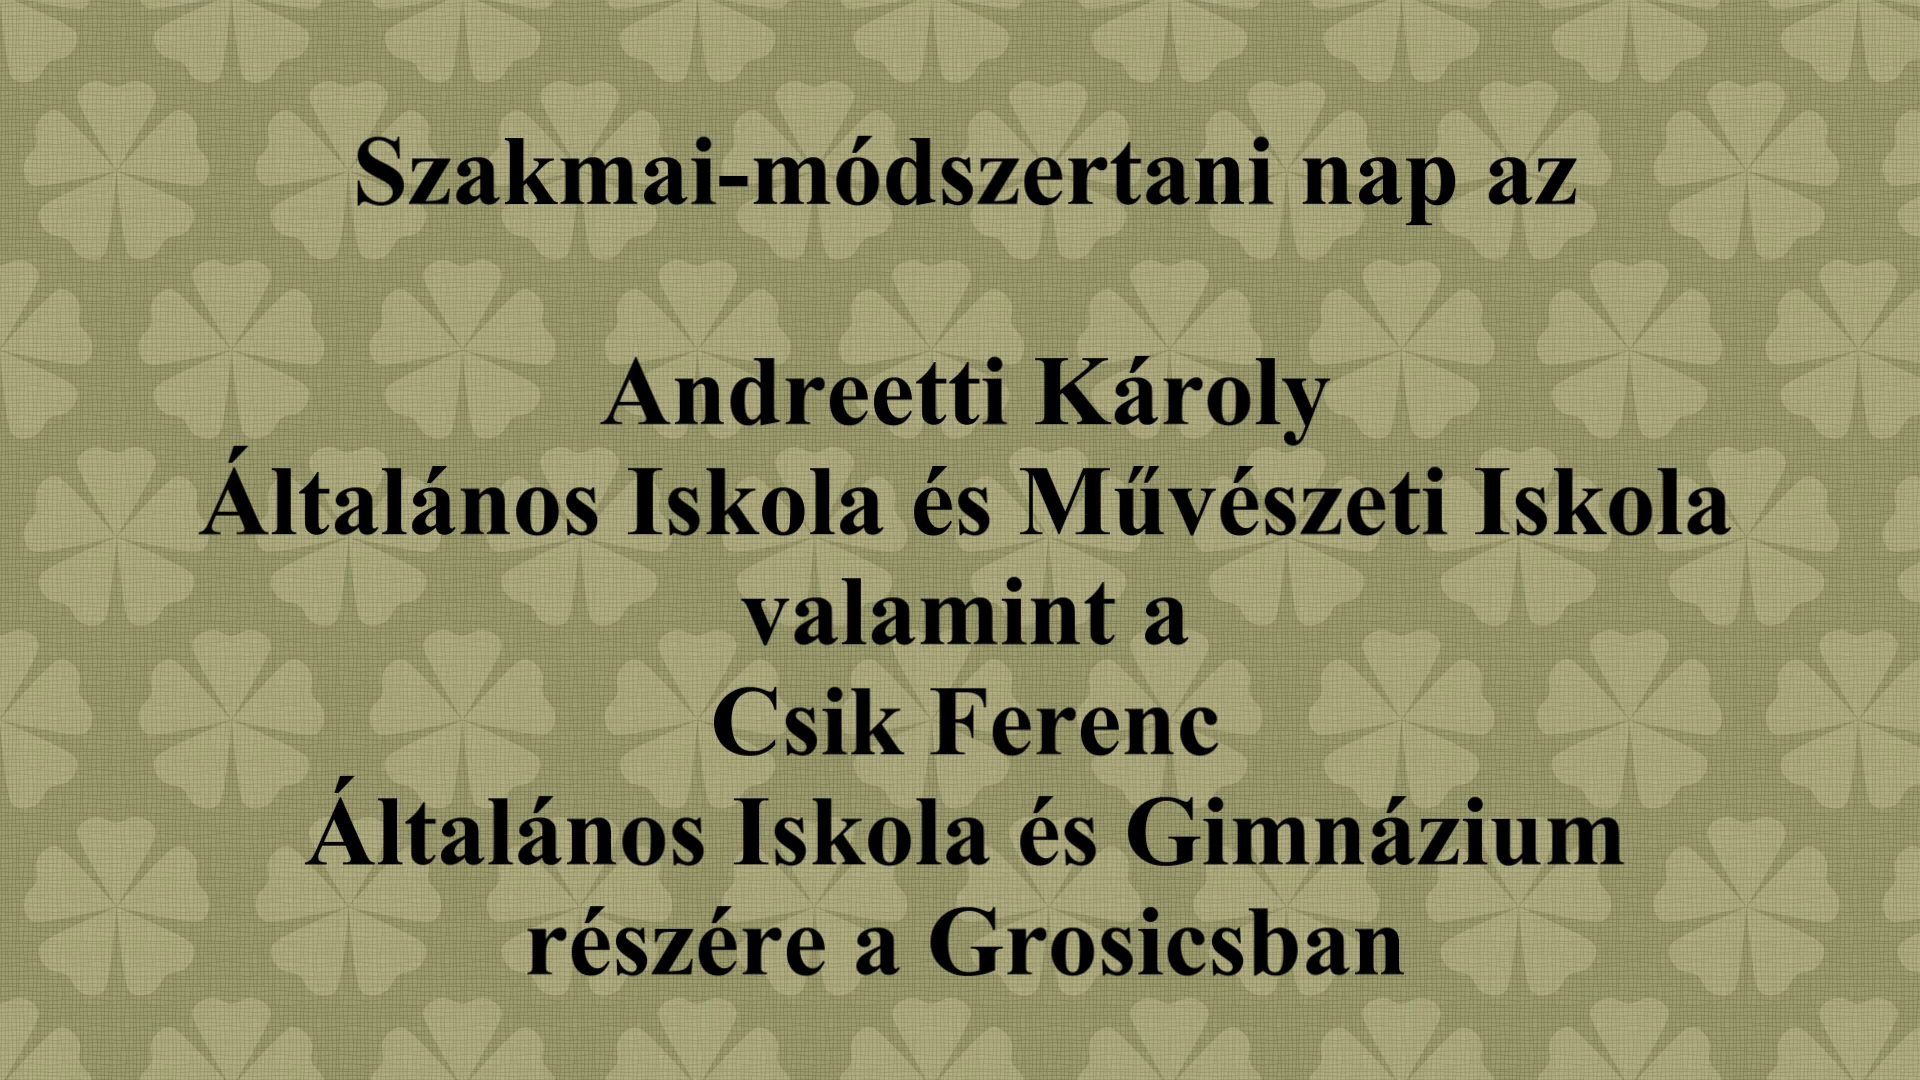 Szakmai-módszertani nap az
Andreetti Károly
Általános Iskola és Művészeti Iskola
valamint a
Csik Ferenc
Általános Iskola és Gimnázium
részére a Grosicsban